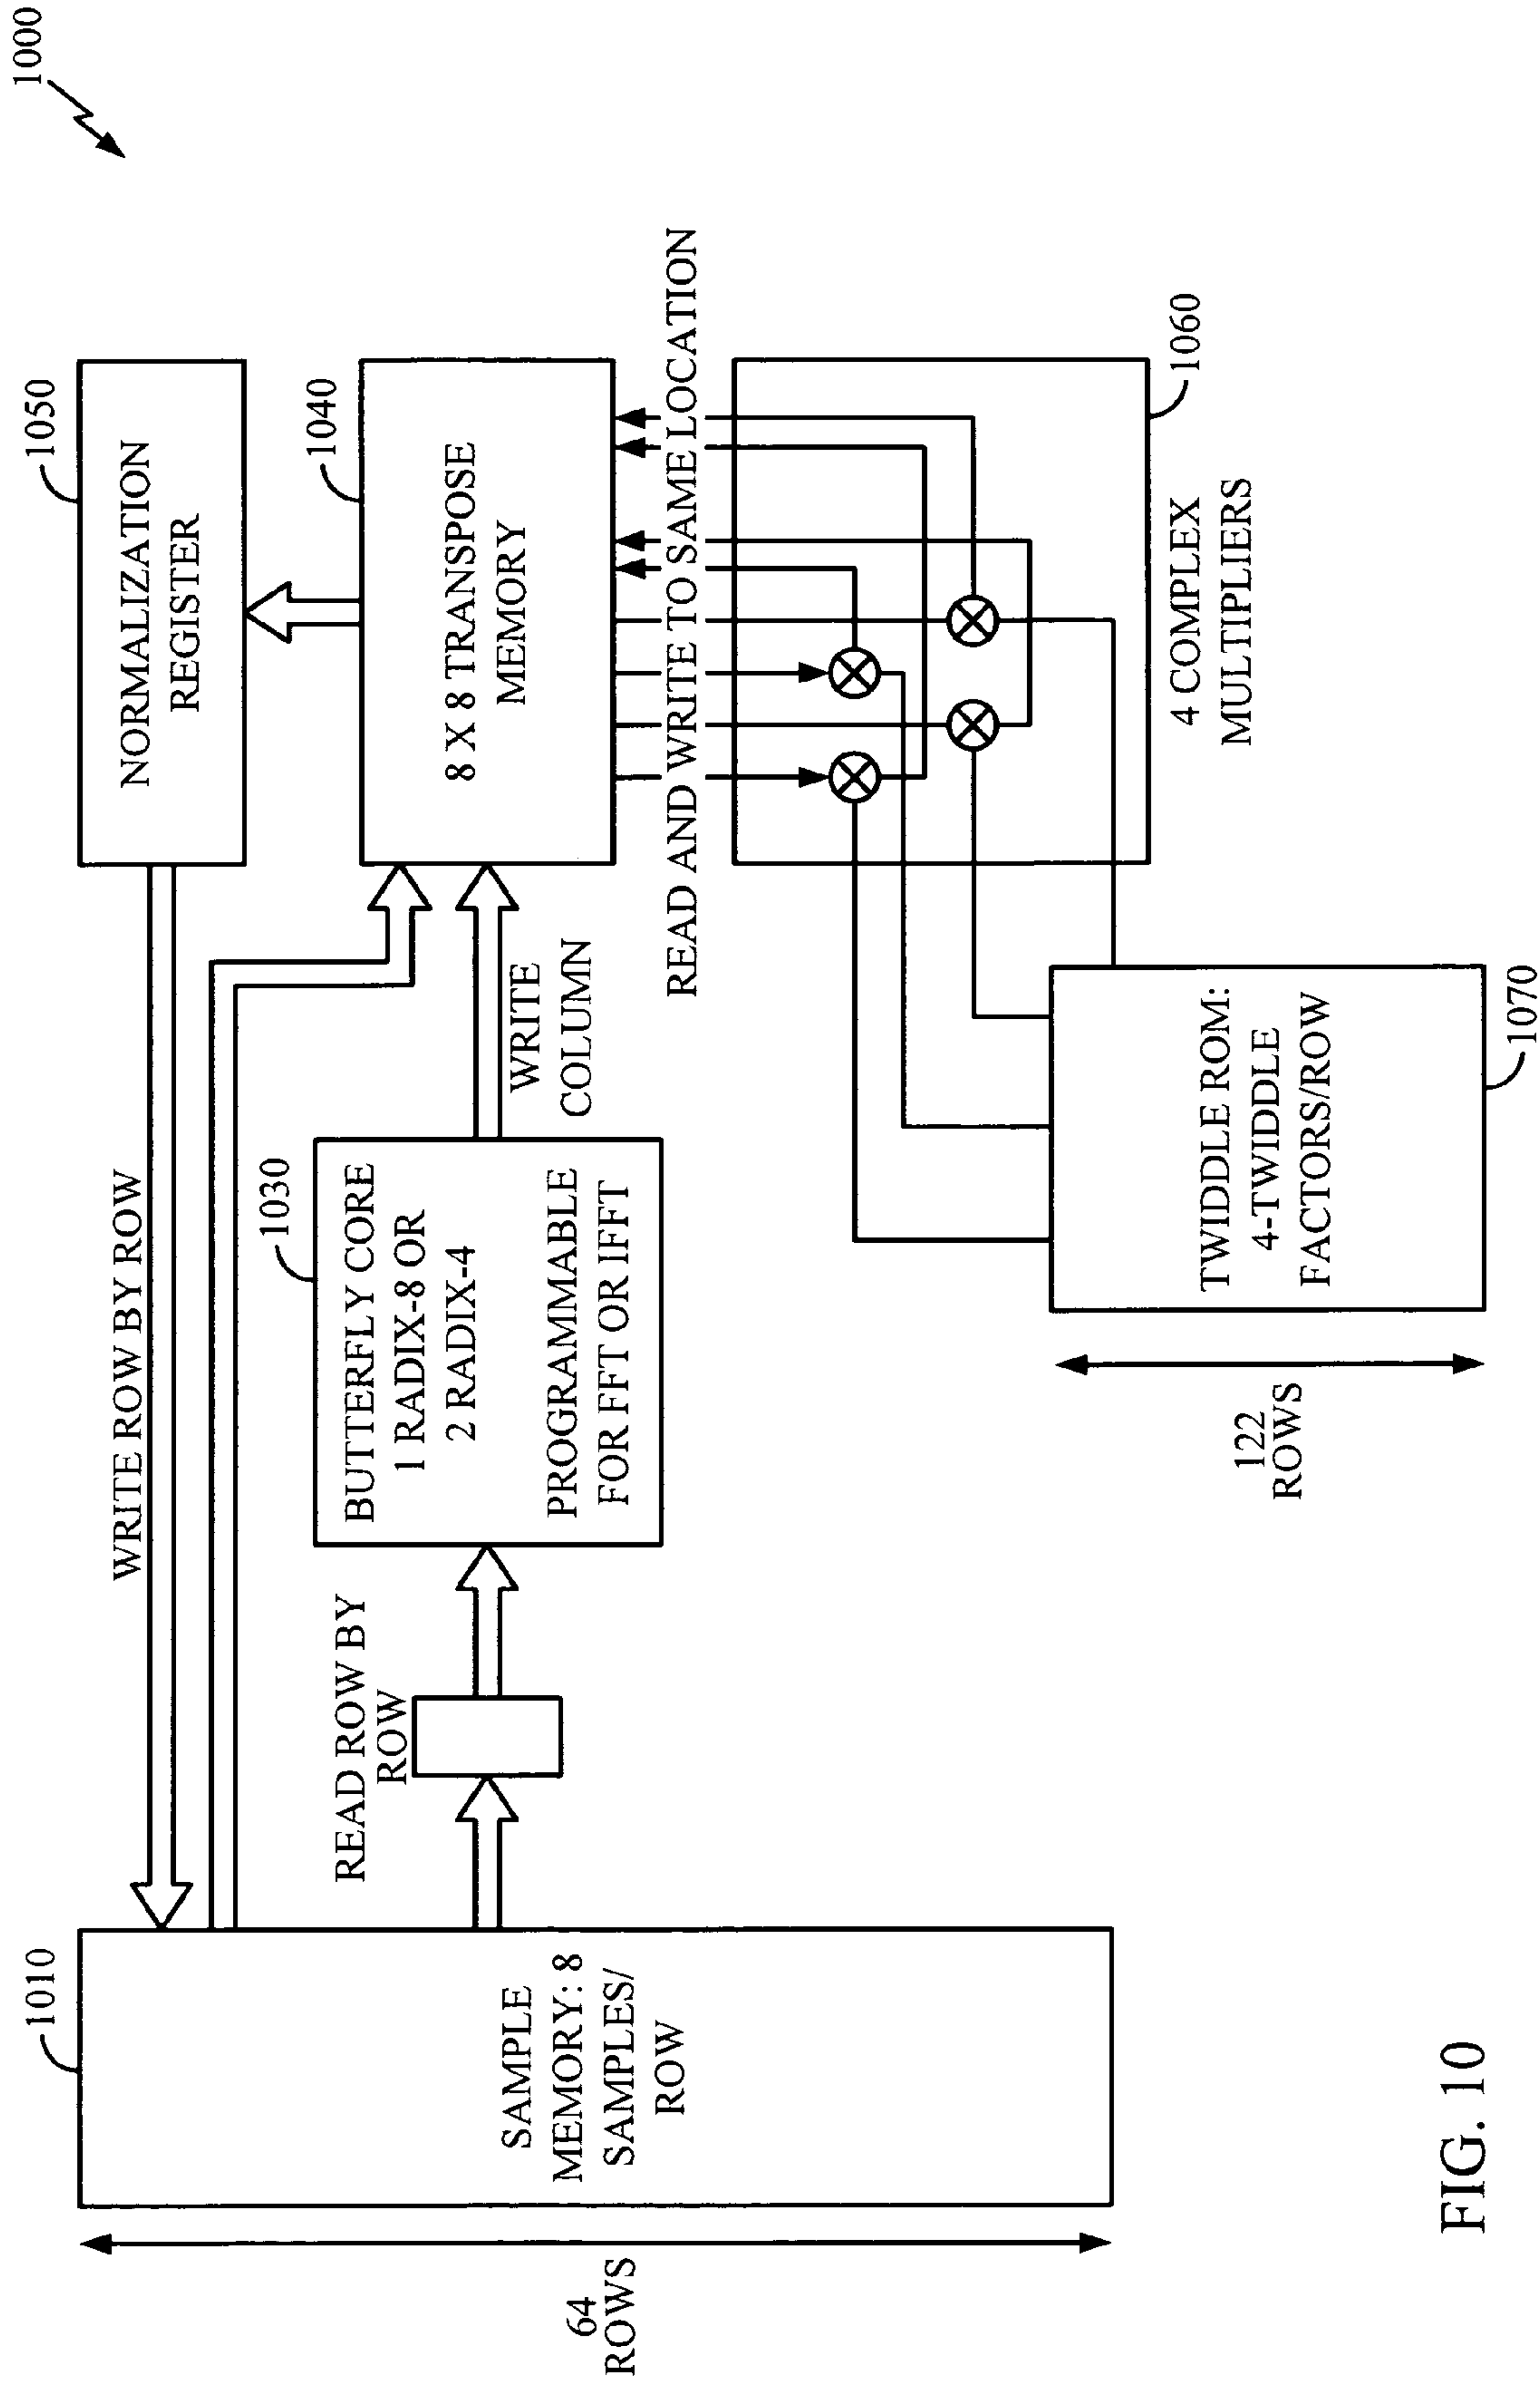 1000
1050
NORMALIZATION
REGISTER
1040
8 X 8 TRANSPOSE
MEMORY
READ AND WRITE TO SAME LOCATION
1060
4 COMPLEX
MULTIPLIERS
WRITE ROW BY ROW
WRITE
COLUMN
1030
BUTTERFLY CORE
1 RADIX-8 OR
2 RADIX-4
PROGRAMMABLE
FOR FFT OR IFFT
1070
TWIDDLE ROM:
4-TWIDDLE
FACTORS/ROW
122
ROWS
READ ROW BY
ROW
1010
SAMPLE
MEMORY: 8
SAMPLES/
ROW
64
ROWS
FIG. 10